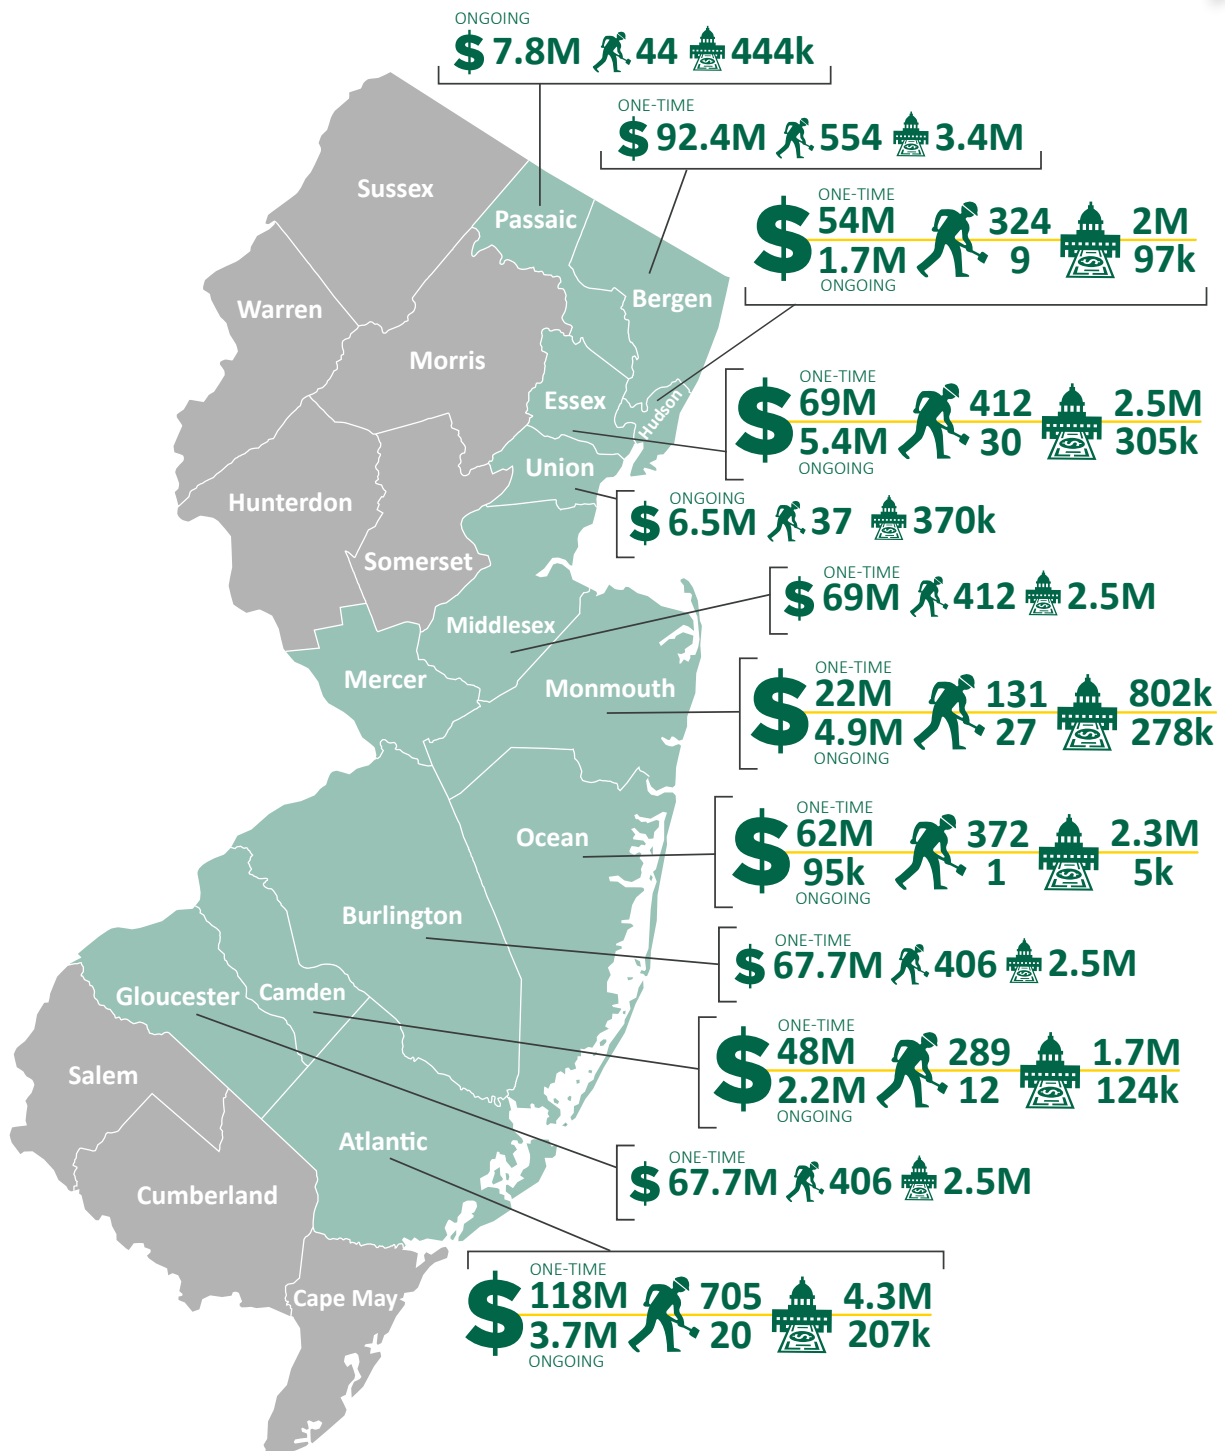 ONGOING
$ 7.8M 44 444k
ONE-TIME
$ 92.4M 554 3.4M
Sussex
Passaic
ONE-TIME
$ 54M 324 2M
1.7M 9 97k
ONGOING
Bergen
Warren
Morris
ONE-TIME
$ 69M 412 2.5M
5.4M 30 305k
ONGOING
Essex
Hudson
Union
Hunterdon
ONGOING
$ 6.5M 37 370k
Somerset
ONE-TIME
$ 69M 412 2.5M
Middlesex
Mercer
Monmouth
ONE-TIME
$ 22M 131 802k
4.9M 27 278k
ONGOING
Ocean
ONE-TIME
$ 62M 372 2.3M
95k 1 5k
ONGOING
Burlington
ONE-TIME
$ 67.7M 406 2.5M
Gloucester
Camden
ONE-TIME
$ 48M 289 1.7M
2.2M 12 124k
ONGOING
Salem
Atlantic
ONE-TIME
$ 67.7M 406 2.5M
Cumberland
ONE-TIME
$ 118M 705 4.3M
3.7M 20 207k
ONGOING
Cape May